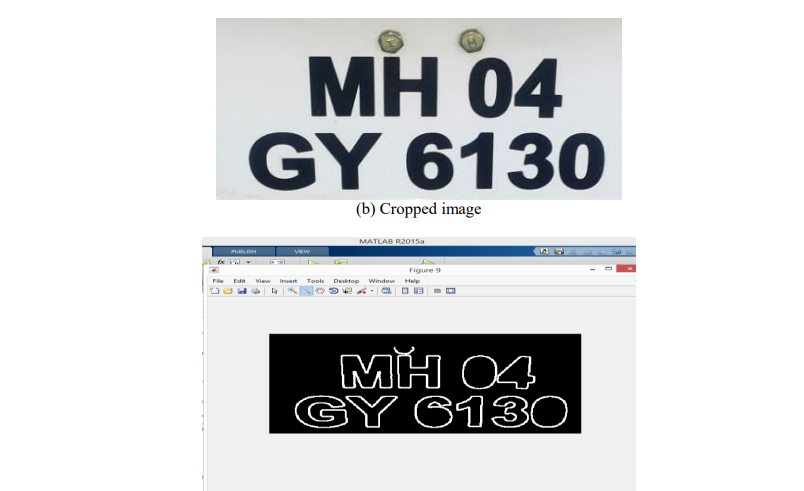 MH 04
GY 6130
(b) Cropped image
MATLAB R2015a
PUBLISH VIEW
Figure 9
File Edit View Insert Tools Desktop Window Help
MH 04
GY 6130